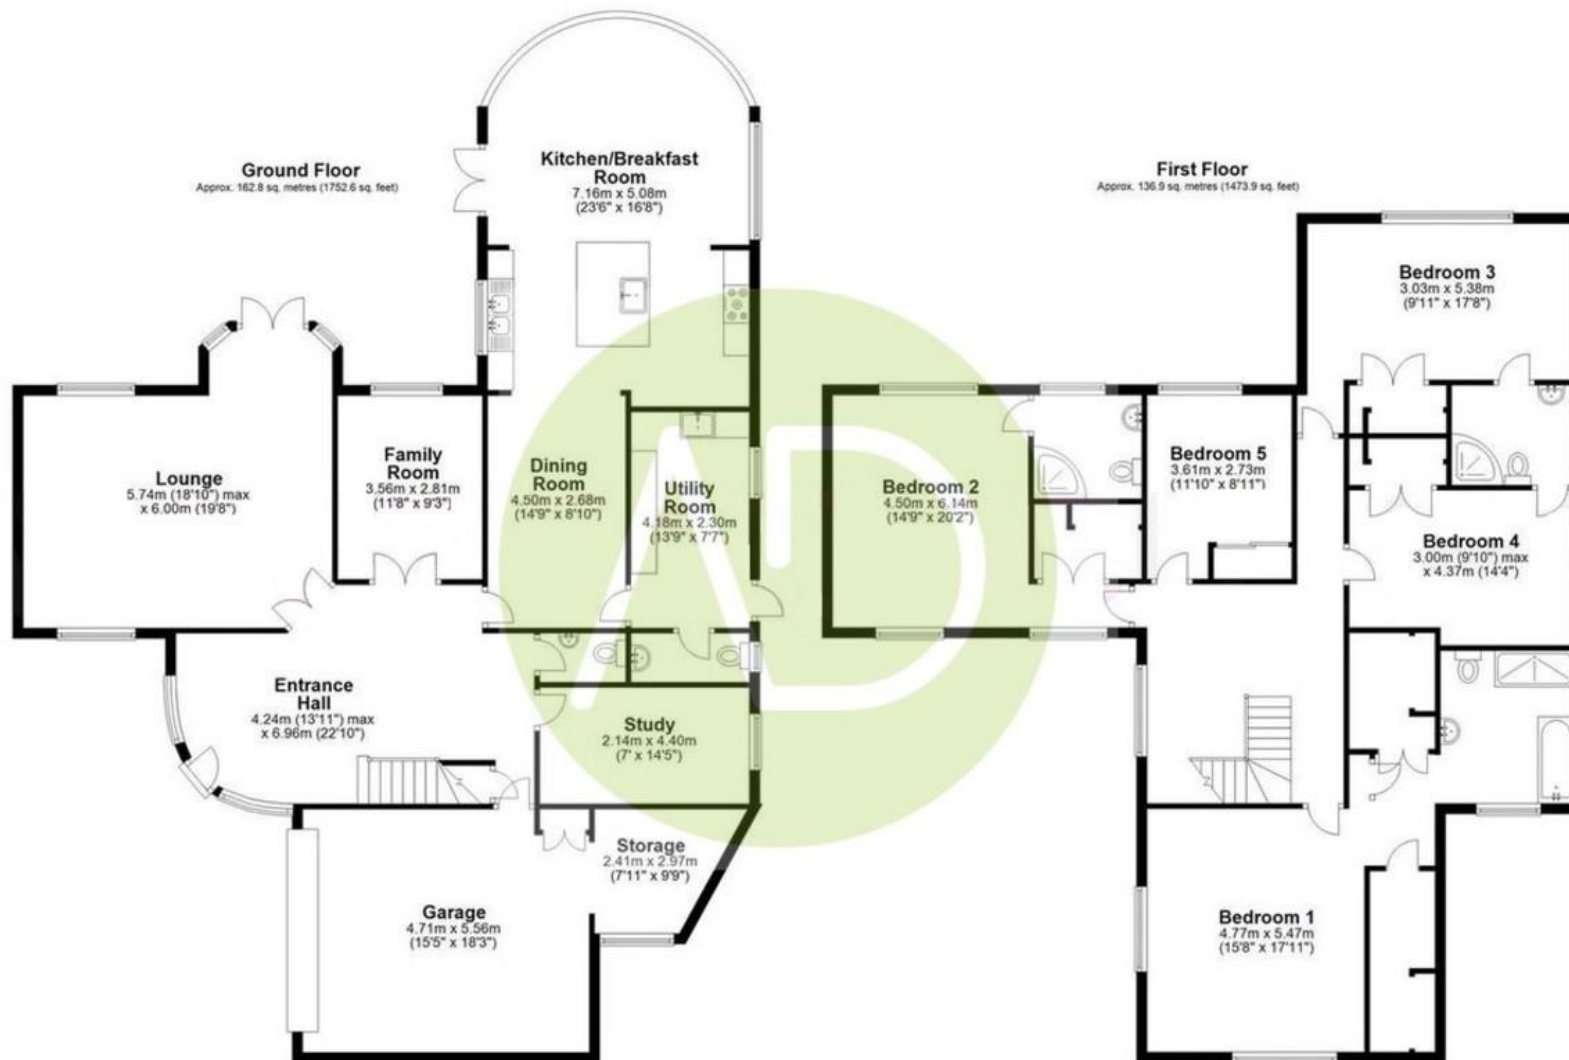 Ground Floor
Approx. 162.8 sq. metres (1752.6 sq. feet)
Kitchen/Breakfast
Room
7.16m x 5.08m
(23'6" x 16'8")
Lounge
5.74m (18'10") max
x 6.00m (19'8")
Family
Room
3.56m x 2.81m
(11'8" x 9'3")
Dining
Room
4.50m x 2.68m
(14'9" x 8'10")
Utility
Room
4.18m x 2.30m
(13'9" x 7'7")
Entrance
Hall
4.24m (13'11") max
x 6.96m (22'10")
Study
2.14m x 4.40m
(7' x 14'5")
Storage
2.41m x 2.97m
(7'11" x 9'9")
Garage
4.71m x 5.56m
(15'5" x 18'3")
First Floor
Approx. 136.9 sq. metres (1473.9 sq. feet)
Bedroom 3
3.03m x 5.38m
(9'11" x 17'8")
Bedroom 2
4.50m x 6.14m
(14'9" x 20'2")
Bedroom 5
3.61m x 2.73m
(11'10" x 8'11")
Bedroom 4
3.00m (9'10") max
x 4.37m (14'4")
Bedroom 1
4.77m x 5.47m
(15'8" x 17'11")
AD